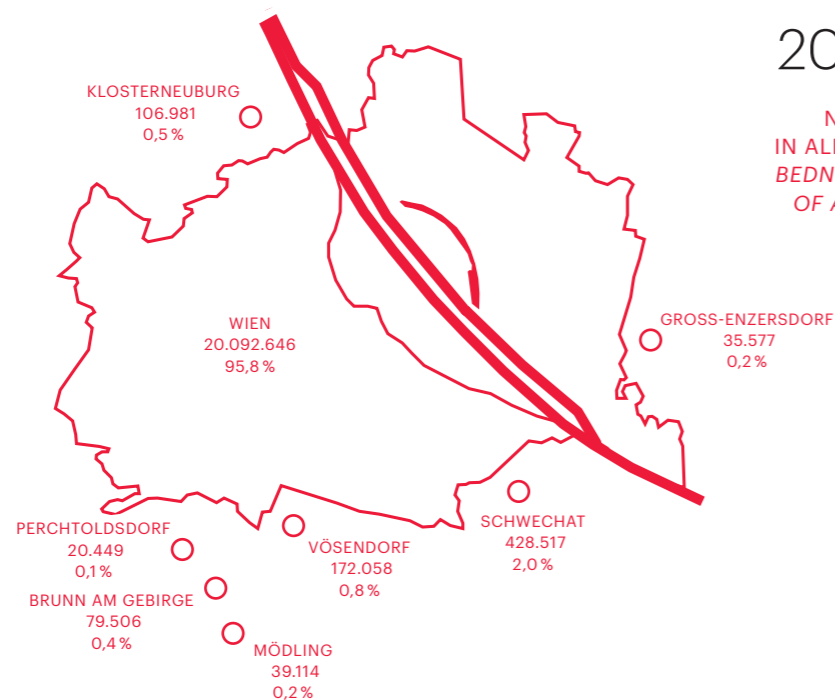 20
N
IN ALL
BEDN
OF A
KLOSTERNEUBURG
106.981
0,5 %
WIEN
20.092.646
95,8 %
GROSS-ENZERSDORF
35.577
0,2 %
SCHWECHAT
428.517
2,0 %
VÖSENDORF
172.058
0,8 %
PERCHTOLDSDORF
20.449
0,1 %
BRUNN AM GEBIRGE
79.506
0,4 %
MÖDLING
39.114
0,2 %